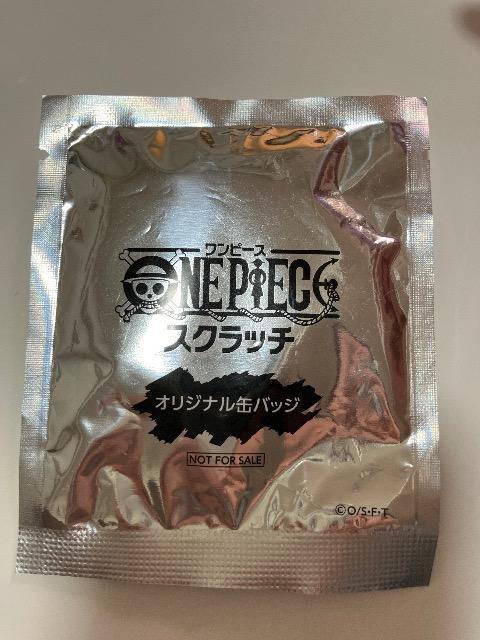 ワンピース
ONE PIECE
スクラッチ
オリジナル缶バッジ
NOT FOR SALE
©O/S・F・T